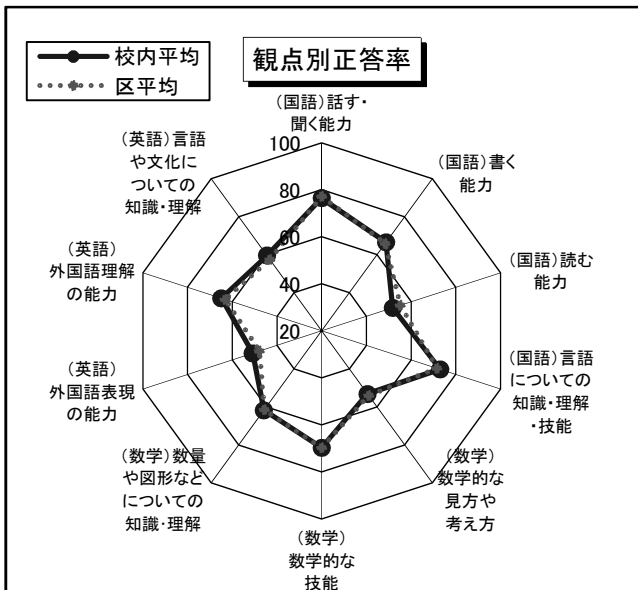 校内平均
区平均
観点別正答率
(国語)話す・
聞く能力
(国語)書く
能力
(国語)読む
能力
(国語)言語
についての
知識・理解
・技能
(数学)
数学的な
見方や
考え方
(数学)
数学的な
技能
(数学)数量
や図形など
についての
知識・理解
(英語)
外国語表現
の能力
(英語)
外国語理解
の能力
(英語)言語
や文化に
ついての
知識・理解
100
80
60
40
20